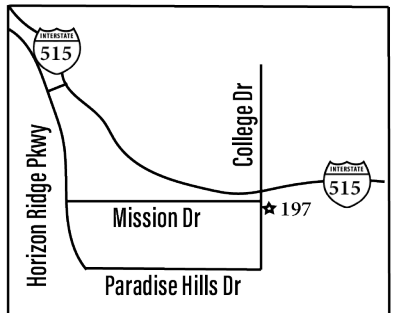 INTERSTATE
515
College Dr
Horizon Ridge Pkwy
INTERSTATE
515
Mission Dr
197
Paradise Hills Dr